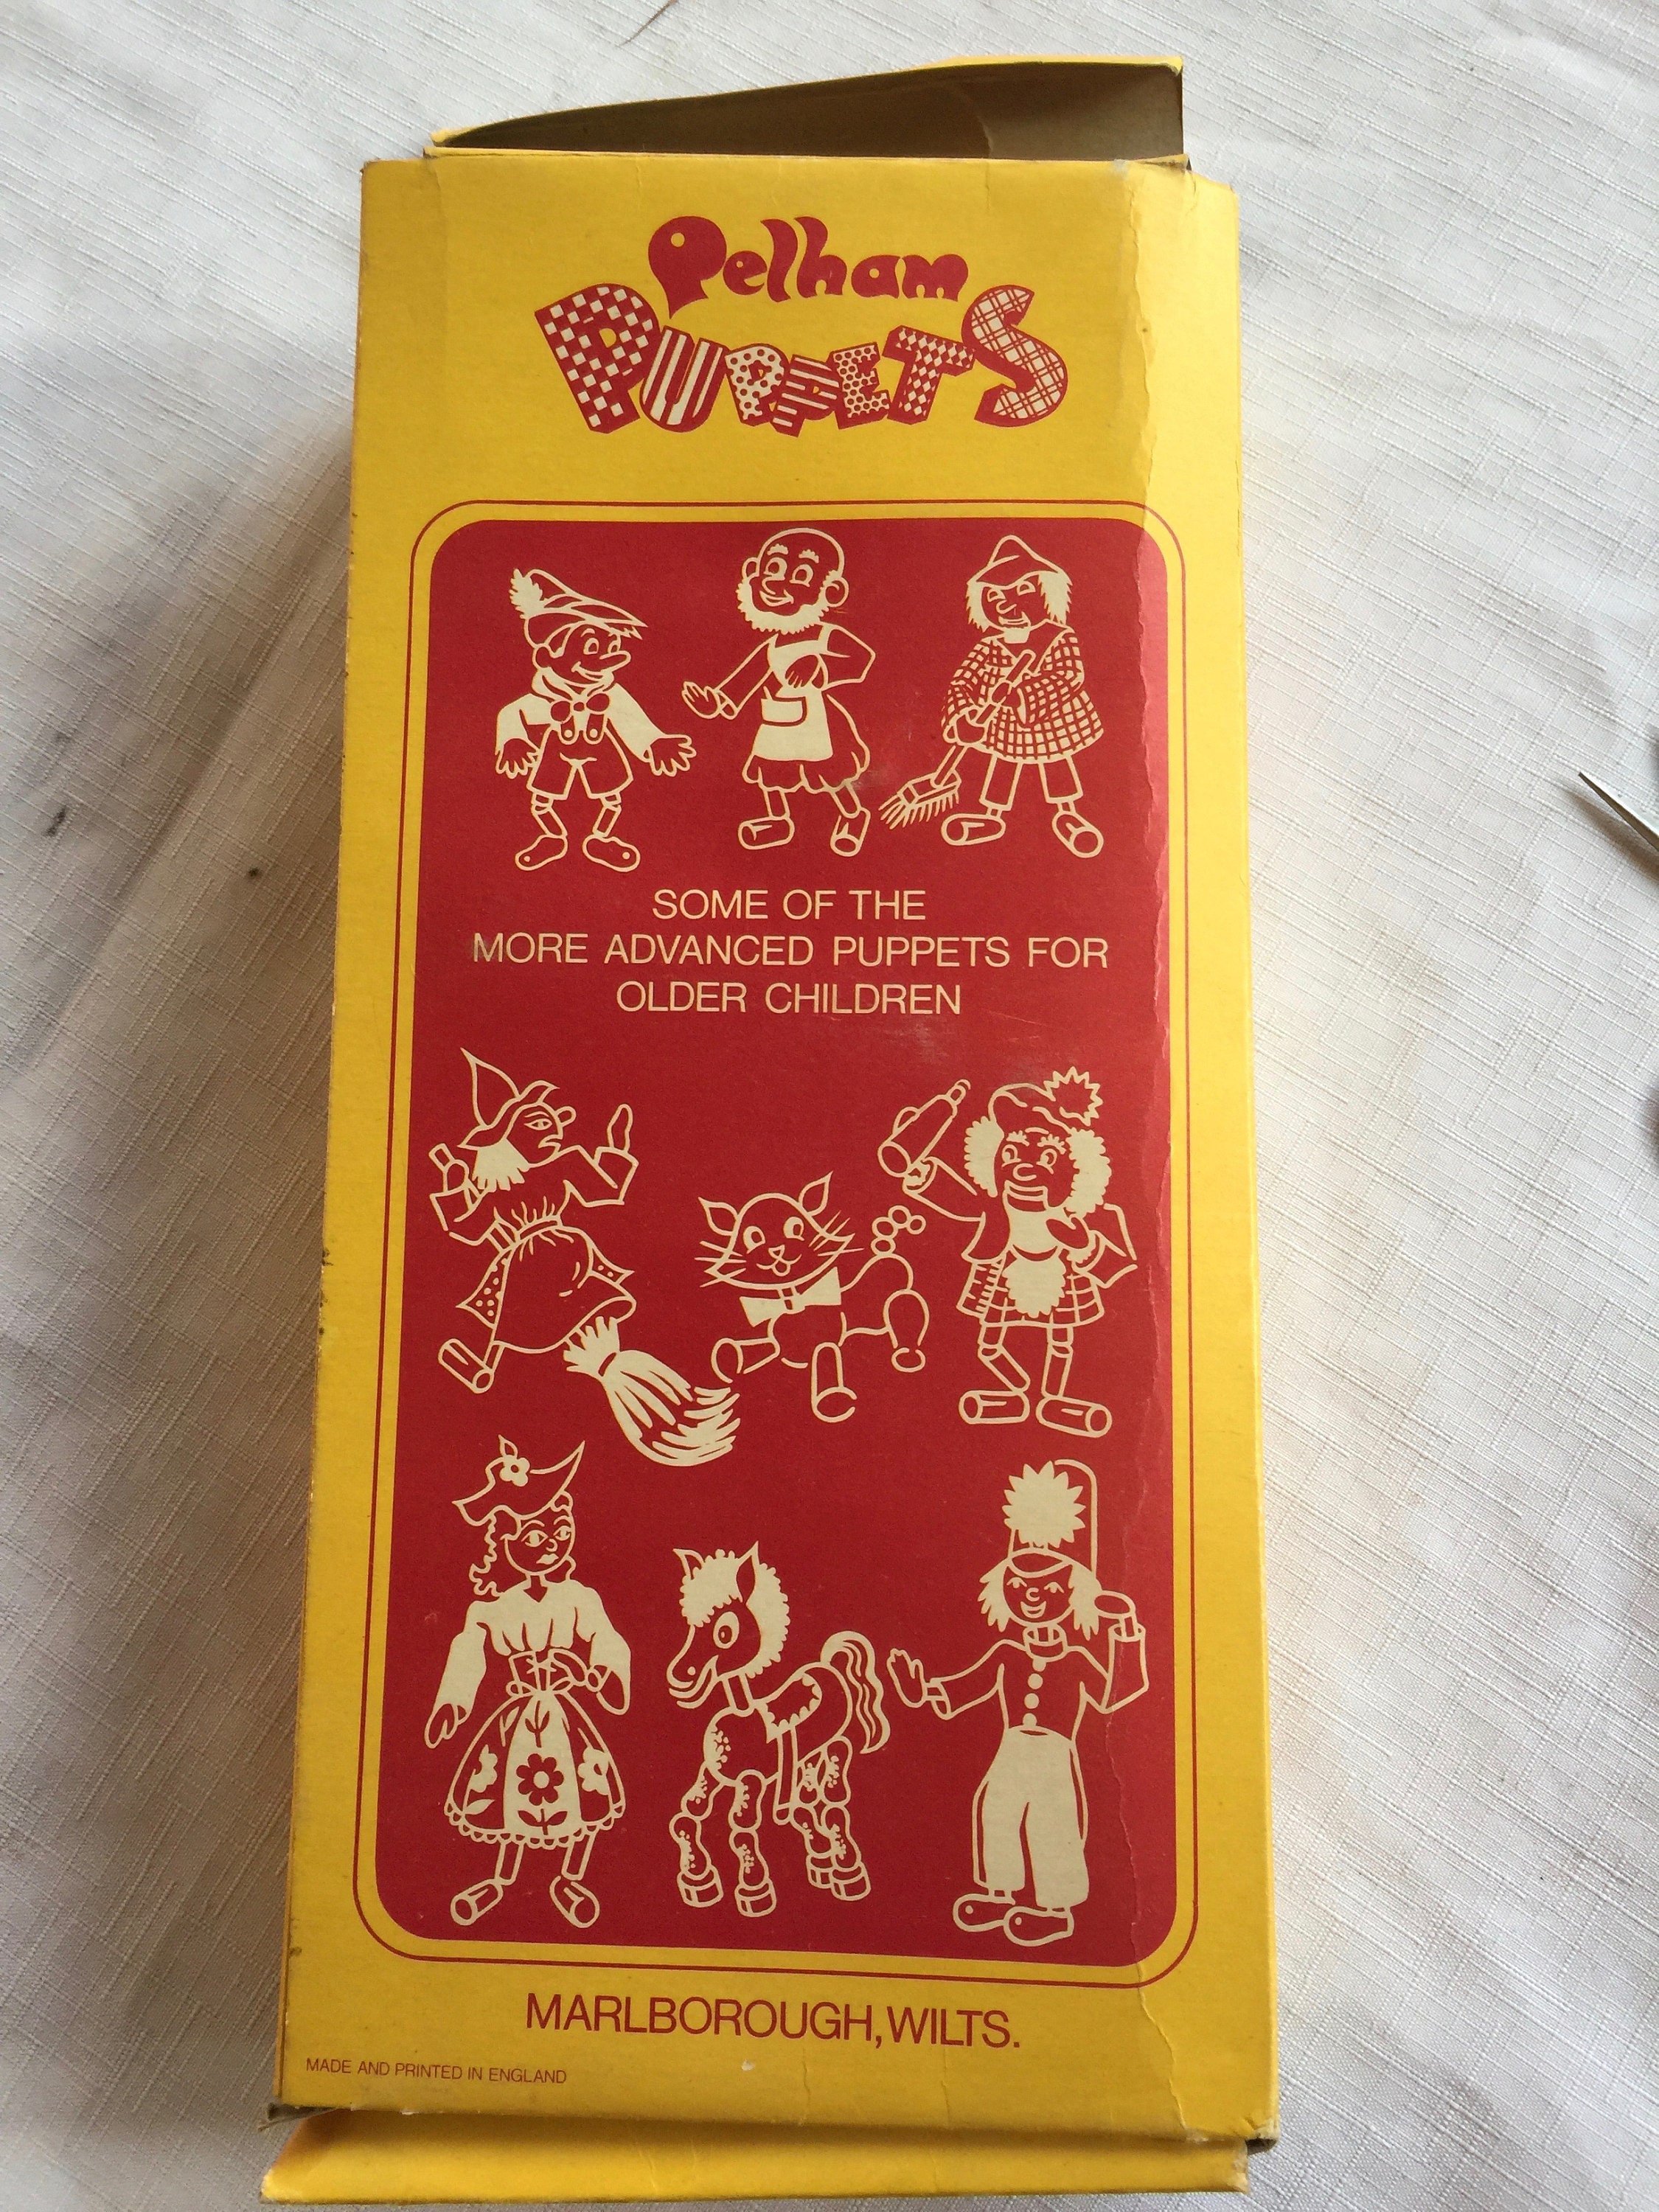 Pelham
PUPPETS
SOME OF THE
MORE ADVANCED PUPPETS FOR
OLDER CHILDREN
MARLBOROUGH, WILTS.
MADE AND PRINTED IN ENGLAND